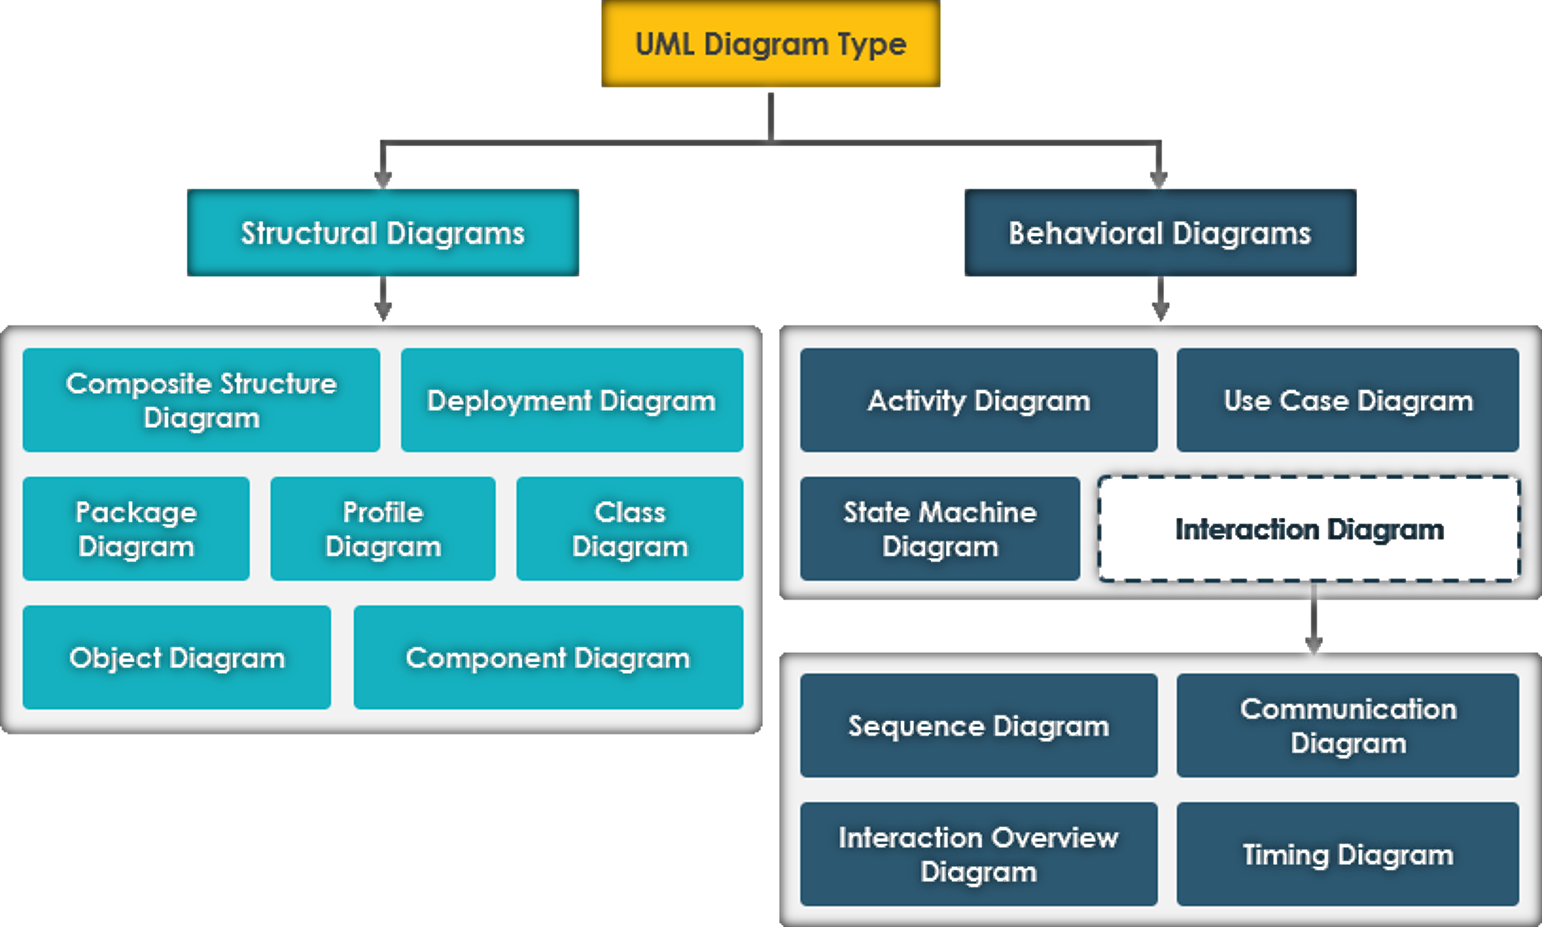 UML Diagram Type
Structural Diagrams
Behavioral Diagrams
Composite Structure
Diagram
Deployment Diagram
Package
Diagram
Profile
Diagram
Class
Diagram
Object Diagram
Component Diagram
Activity Diagram
Use Case Diagram
State Machine
Diagram
Interaction Diagram
Sequence Diagram
Communication
Diagram
Interaction Overview
Diagram
Timing Diagram